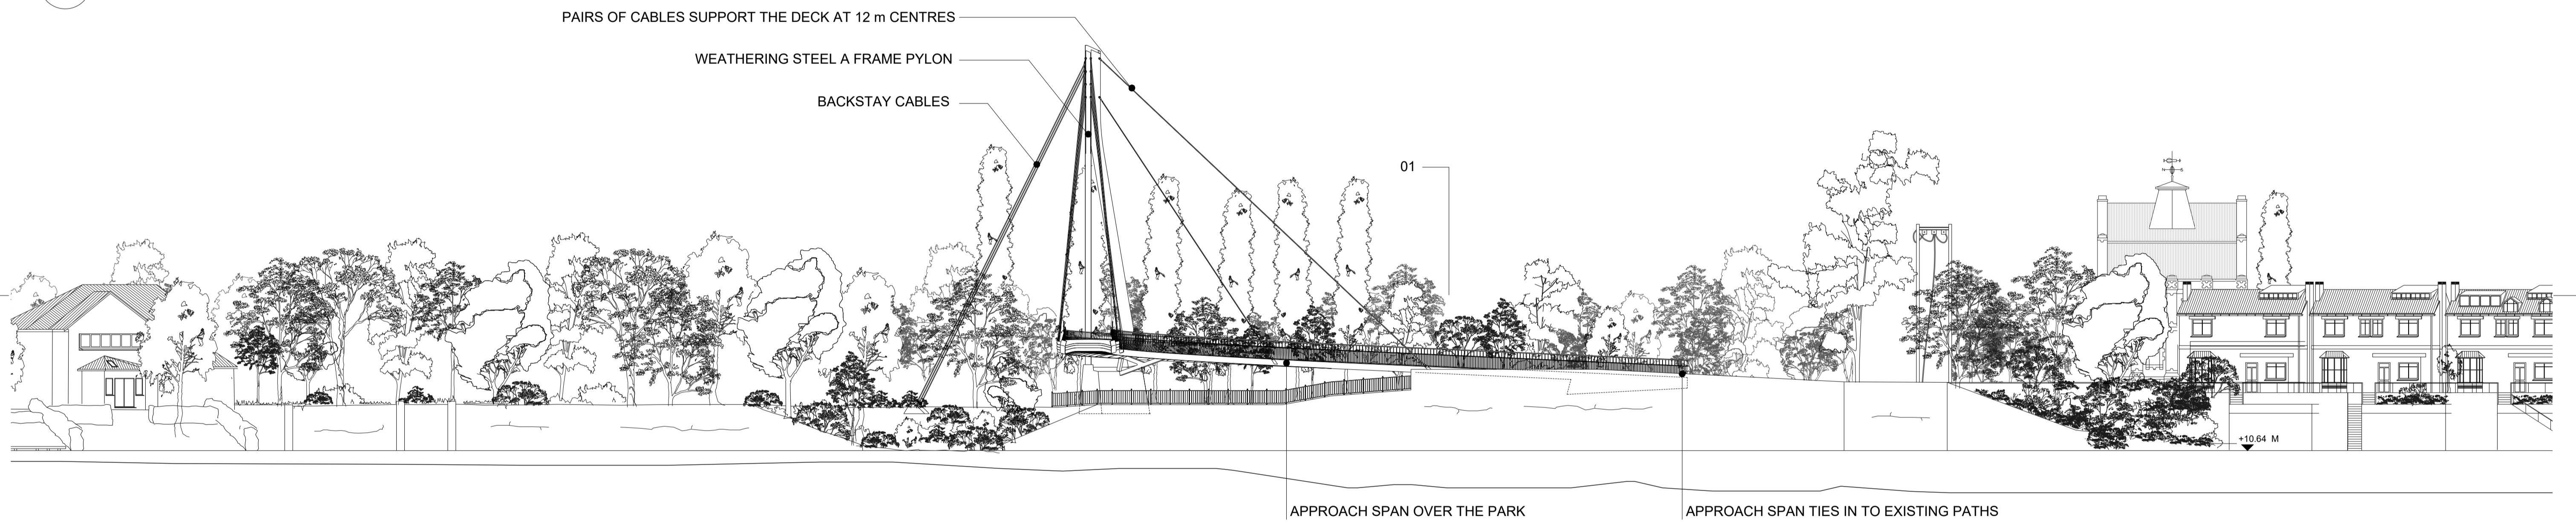 PAIRS OF CABLES SUPPORT THE DECK AT 12 m CENTRES
WEATHERING STEEL A FRAME PYLON
BACKSTAY CABLES
01
+10.64 M
APPROACH SPAN OVER THE PARK
APPROACH SPAN TIES IN TO EXISTING PATHS